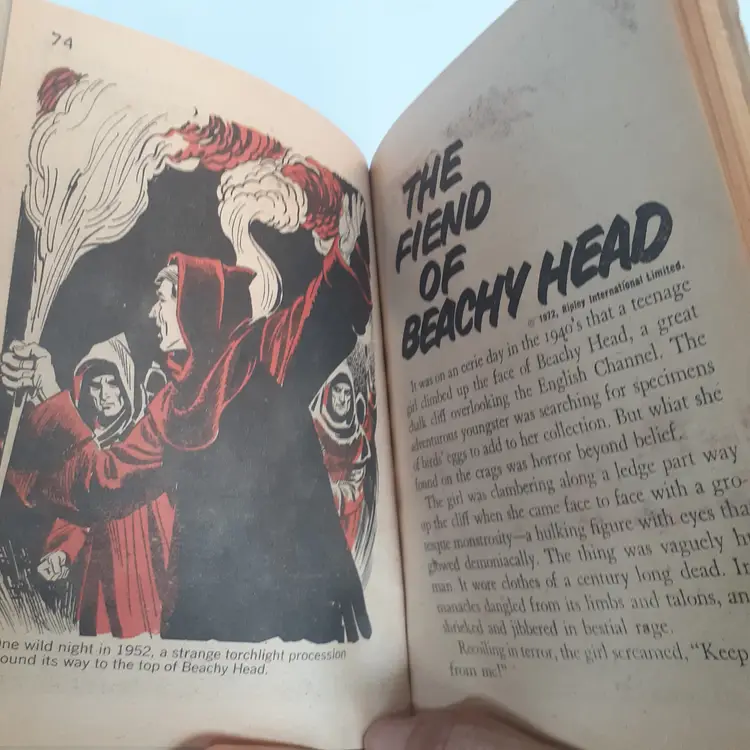 74
One wild night in 1952, a strange torchlight procession
ound its way to the top of Beachy Head.
THE
FIEND
OF
BEACHY HEAD
© 1972, Ripley International Limited.
It was on an eerie day in the 1940's that a teenage
girl climbed up the face of Beachy Head, a great
chalk cliff overlooking the English Channel. The
adventurous youngster was searching for specimens
of birds' eggs to add to her collection. But what she
found on the crags was horror beyond belief.
The girl was clambering along a ledge part way
up the cliff when she came face to face with a gro-
tesque monstrosity—a hulking figure with eyes tha
glowed demoniacally. The thing was vaguely hu
man. It wore clothes of a century long dead. Ir
manacles dangled from its limbs and talons, an
shrieked and jibbered in bestial rage.
Recoiling in terror, the girl screamed, "Keep
from me!"